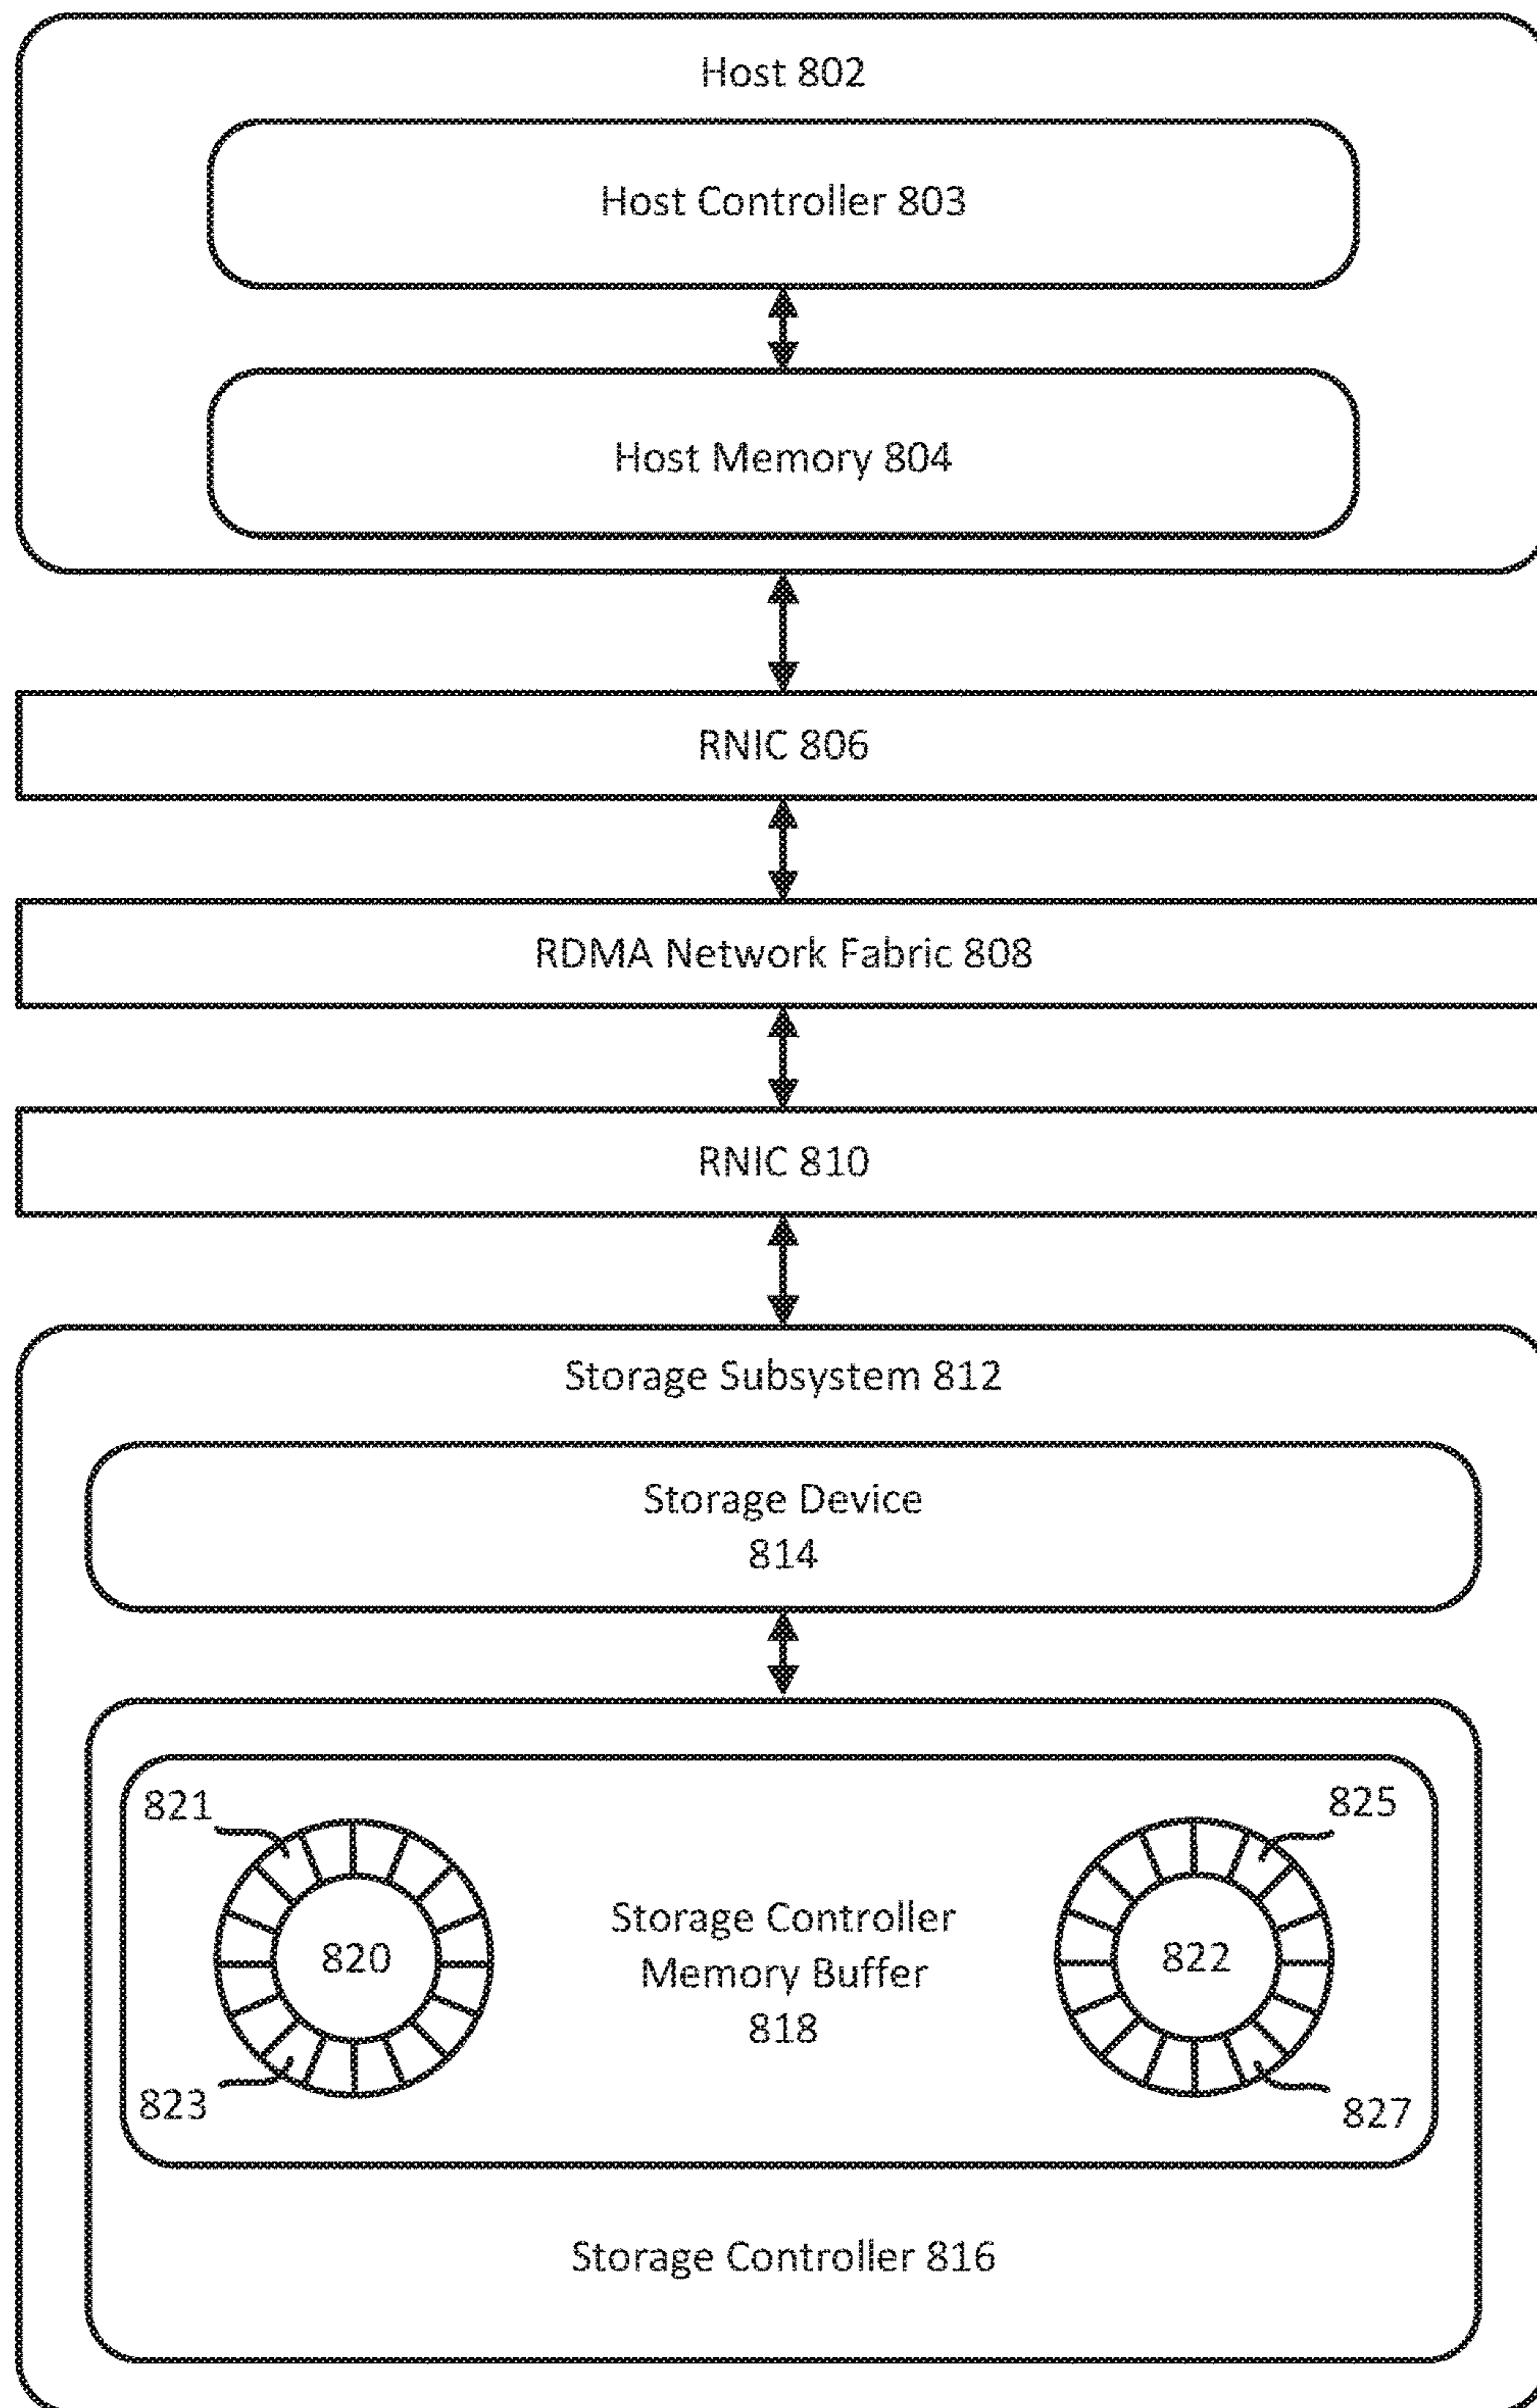 Host 802
Host Controller 803
Host Memory 804
RNIC 806
RDMA Network Fabric 808
RNIC 810
Storage Subsystem 812
Storage Device
814
821
825
820
Storage Controller
Memory Buffer
818
822
823
827
Storage Controller 816